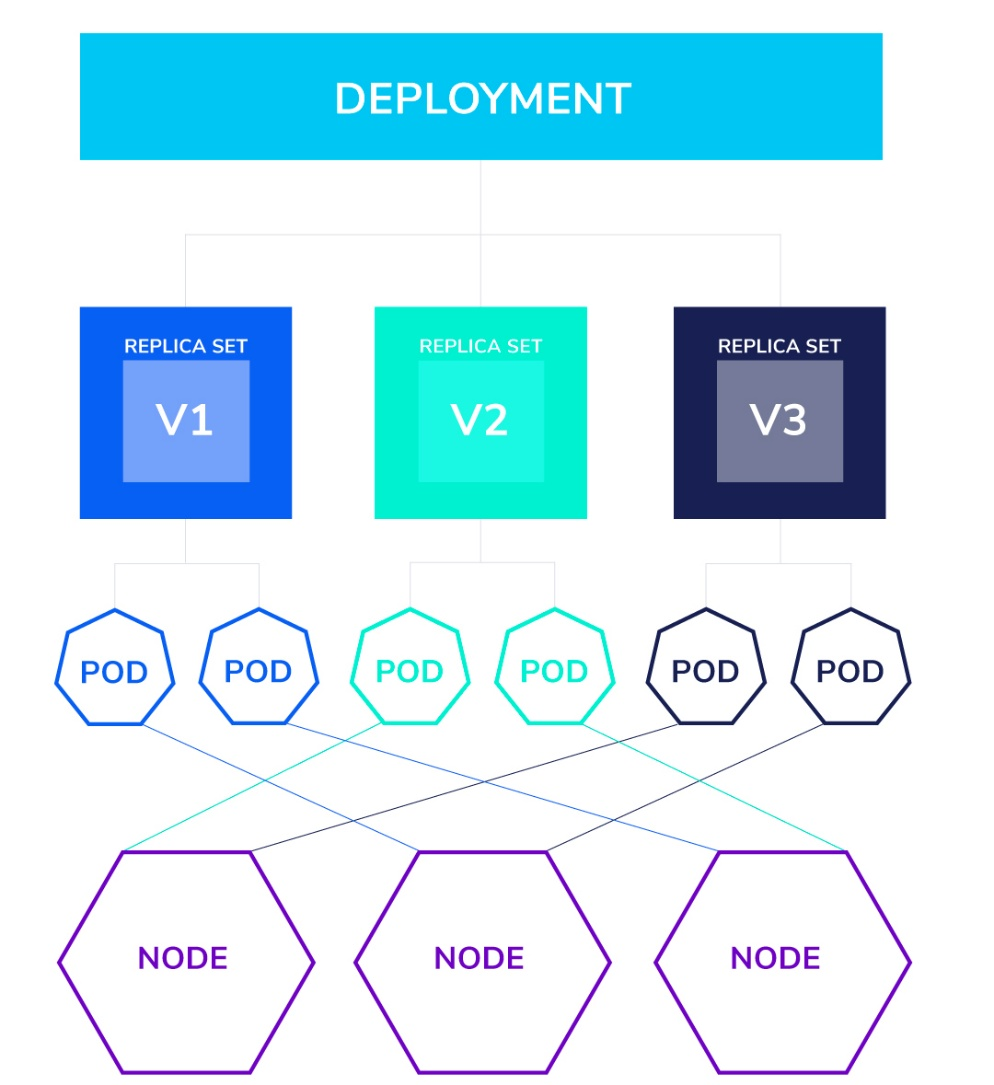 DEPLOYMENT
REPLICA SET
V1
REPLICA SET
V2
REPLICA SET
V3
POD
POD
POD
POD
POD
POD
NODE
NODE
NODE